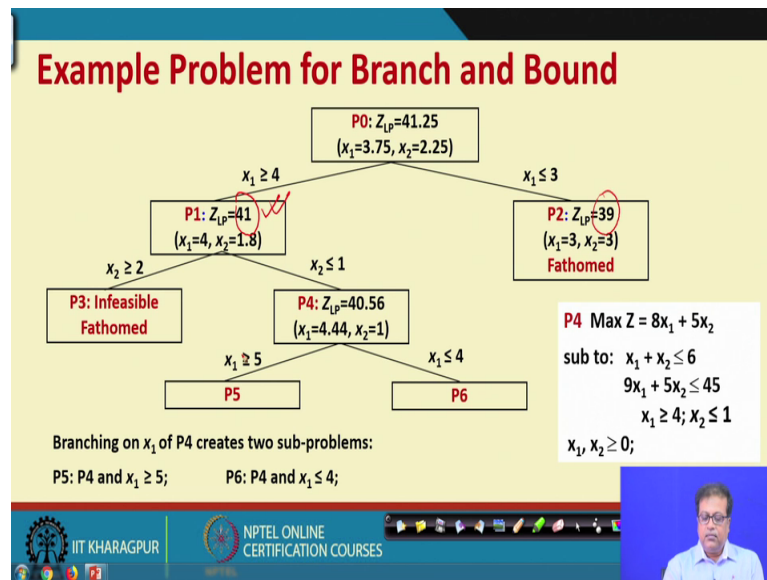 Example Problem for Branch and Bound
P0: Z_LP=41.25
(x₁=3.75, x₂=2.25)
x₁ ≥ 4
x₁ ≤ 3
P1: Z_LP=41
(x₁=4, x₂=1.8)
P2: Z_LP=39
(x₁=3, x₂=3)
Fathomed
x₂ ≥ 2
x₂ ≤ 1
P3: Infeasible
Fathomed
P4: Z_LP=40.56
(x₁=4.44, x₂=1)
x₁ ≥ 5
x₁ ≤ 4
P5
P6
P4 Max Z = 8x₁ + 5x₂
sub to: x₁ + x₂ ≤ 6
9x₁ + 5x₂ ≤ 45
x₁ ≥ 4; x₂ ≤ 1
x₁, x₂ ≥ 0;
Branching on x₁ of P4 creates two sub-problems:
P5: P4 and x₁ ≥ 5; P6: P4 and x₁ ≤ 4;
IIT KHARAGPUR
NPTEL ONLINE
CERTIFICATION COURSES